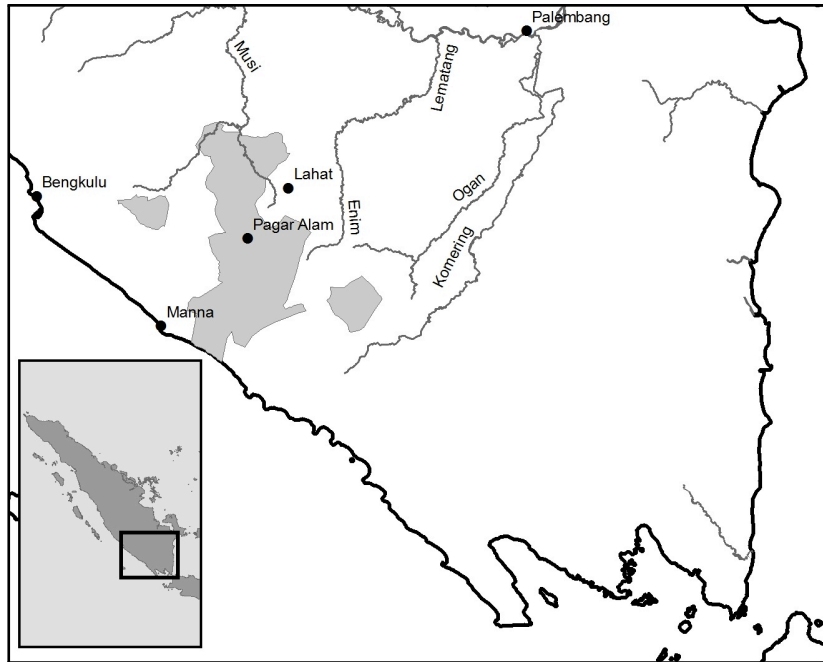 Palembang
Musi
Lematang
Lahat
Bengkulu
Ogan
Enim
Pagar Alam
Komering
Manna